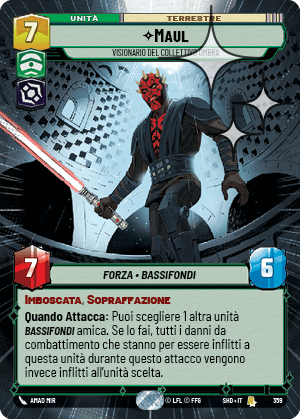 7
UNITÀ
TERRESTRE
✧MAUL
VISIONARIO DEL COLLETTIVO OMBRA
7
FORZA • BASSIFONDI
6
IMBOSCATA, SOPRAFFAZIONE
Quando Attacca: Puoi scegliere 1 altra unità
BASSIFONDI amica. Se lo fai, tutti i danni da
combattimento che stanno per essere inflitti a
questa unità durante questo attacco vengono
invece inflitti all'unità scelta.
AMAD MIR
© LFL © FFG
SHD • IT
359